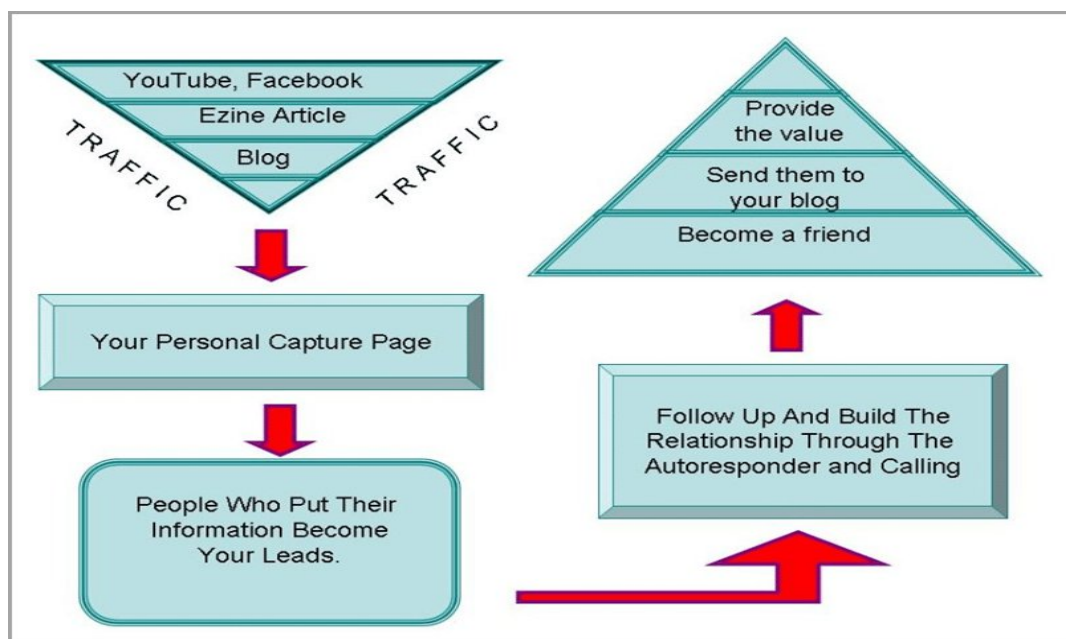 YouTube, Facebook
Ezine Article
Blog
TRAFFIC
TRAFFIC
Your Personal Capture Page
People Who Put Their
Information Become
Your Leads.
Follow Up And Build The
Relationship Through The
Autoresponder and Calling
Provide
the value
Send them to
your blog
Become a friend